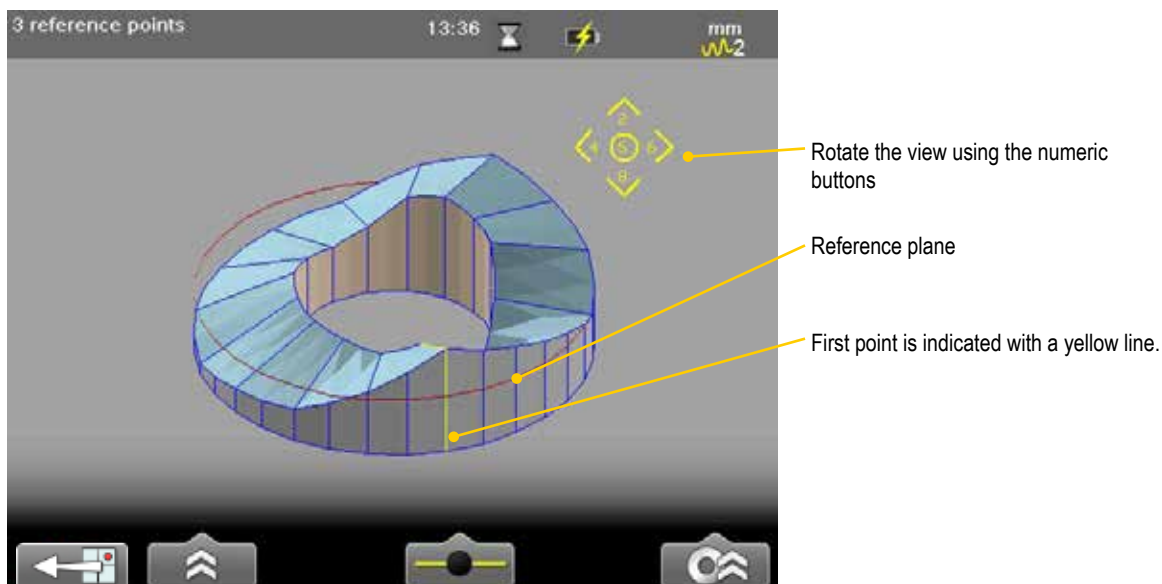 3 reference points
13:36
mm
2
2
4 5 6
8
Rotate the view using the numeric
buttons
Reference plane
First point is indicated with a yellow line.